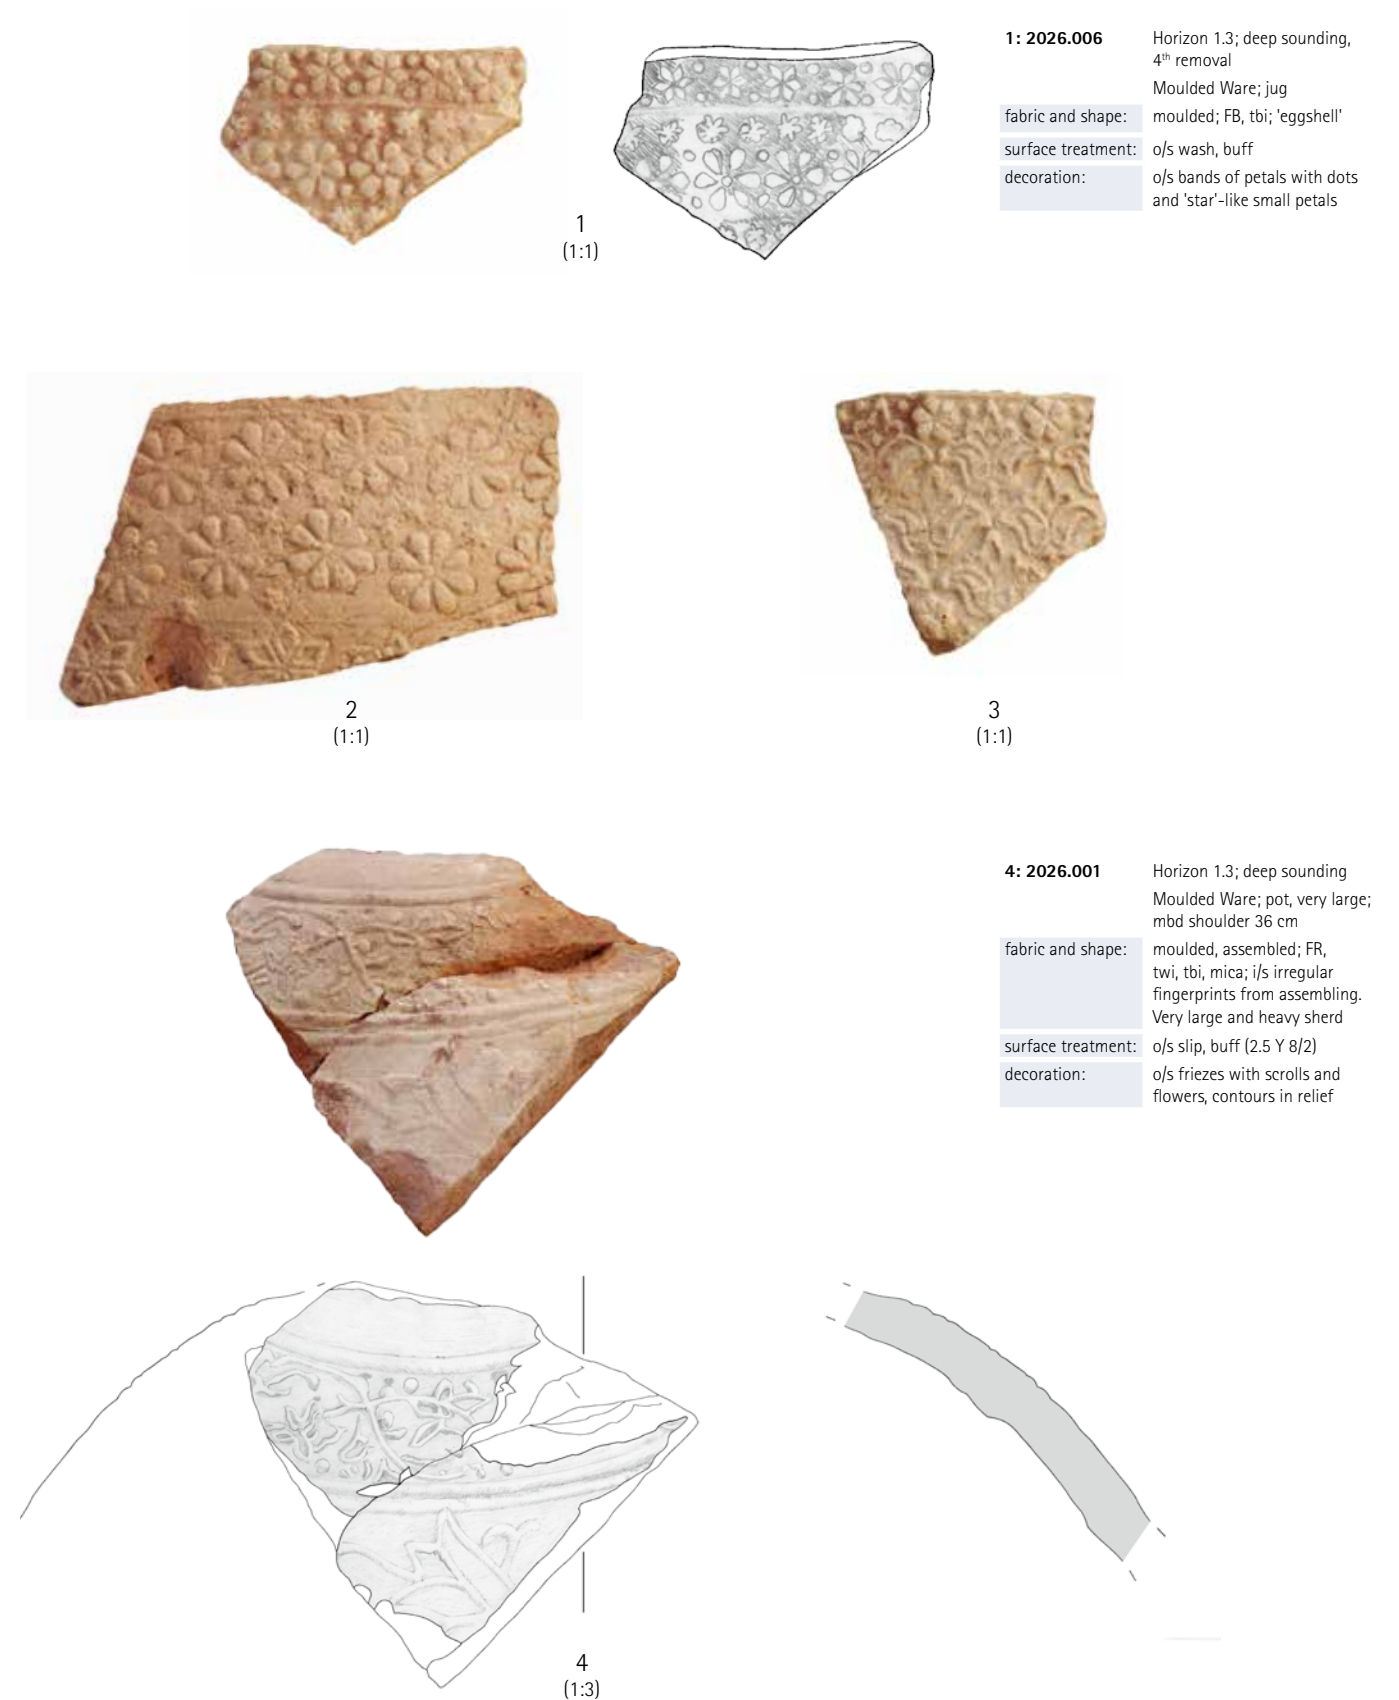 1: 2026.006
Horizon 1.3; deep sounding,
4th removal
Moulded Ware; jug
fabric and shape: moulded; FB, tbi; 'eggshell'
surface treatment: o/s wash, buff
decoration: o/s bands of petals with dots
and 'star'-like small petals
1
(1:1)
2
(1:1)
3
(1:1)
4: 2026.001
Horizon 1.3; deep sounding
Moulded Ware; pot, very large;
mbd shoulder 36 cm
fabric and shape: moulded, assembled; FR,
twi, tbi, mica; i/s irregular
fingerprints from assembling.
Very large and heavy sherd
surface treatment: o/s slip, buff (2.5 Y 8/2)
decoration: o/s friezes with scrolls and
flowers, contours in relief
4
(1:3)